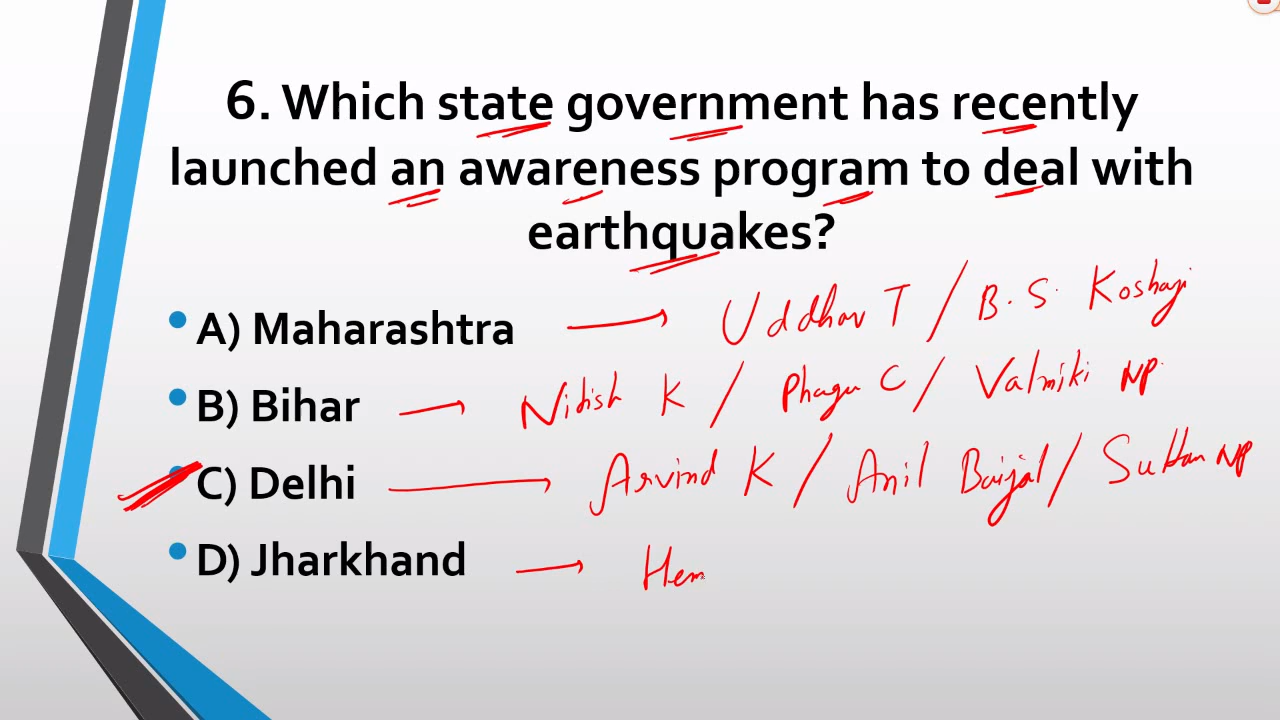 6. Which state government has recently
launched an awareness program to deal with
earthquakes?
A) Maharashtra → Uddhav T / B. S. Koshayi
B) Bihar → Nitish K / Phagu C / Valmiki NP.
C) Delhi → Arvind K / Anil Baijal / Sultan NP
D) Jharkhand → Hem